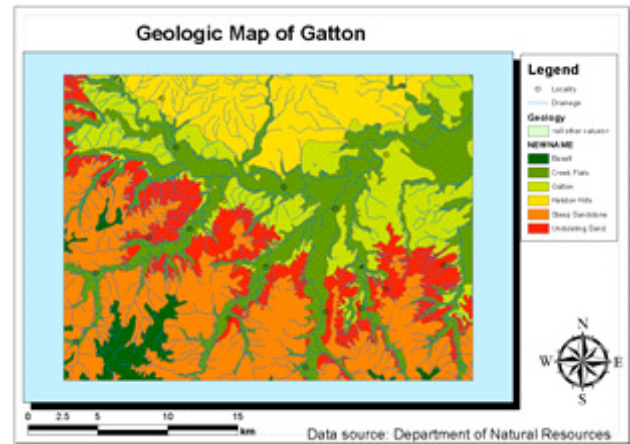 Geologic Map of Gatton
Legend
Locality
Drainage
Geology
<all other values>
NEWNAME
Basalt
Creek Flats
Gatton
Helidon Hills
Steep Sandstone
Undulating Sand
N
W E
S
0 2.5 5 10 15
km
Data source: Department of Natural Resources